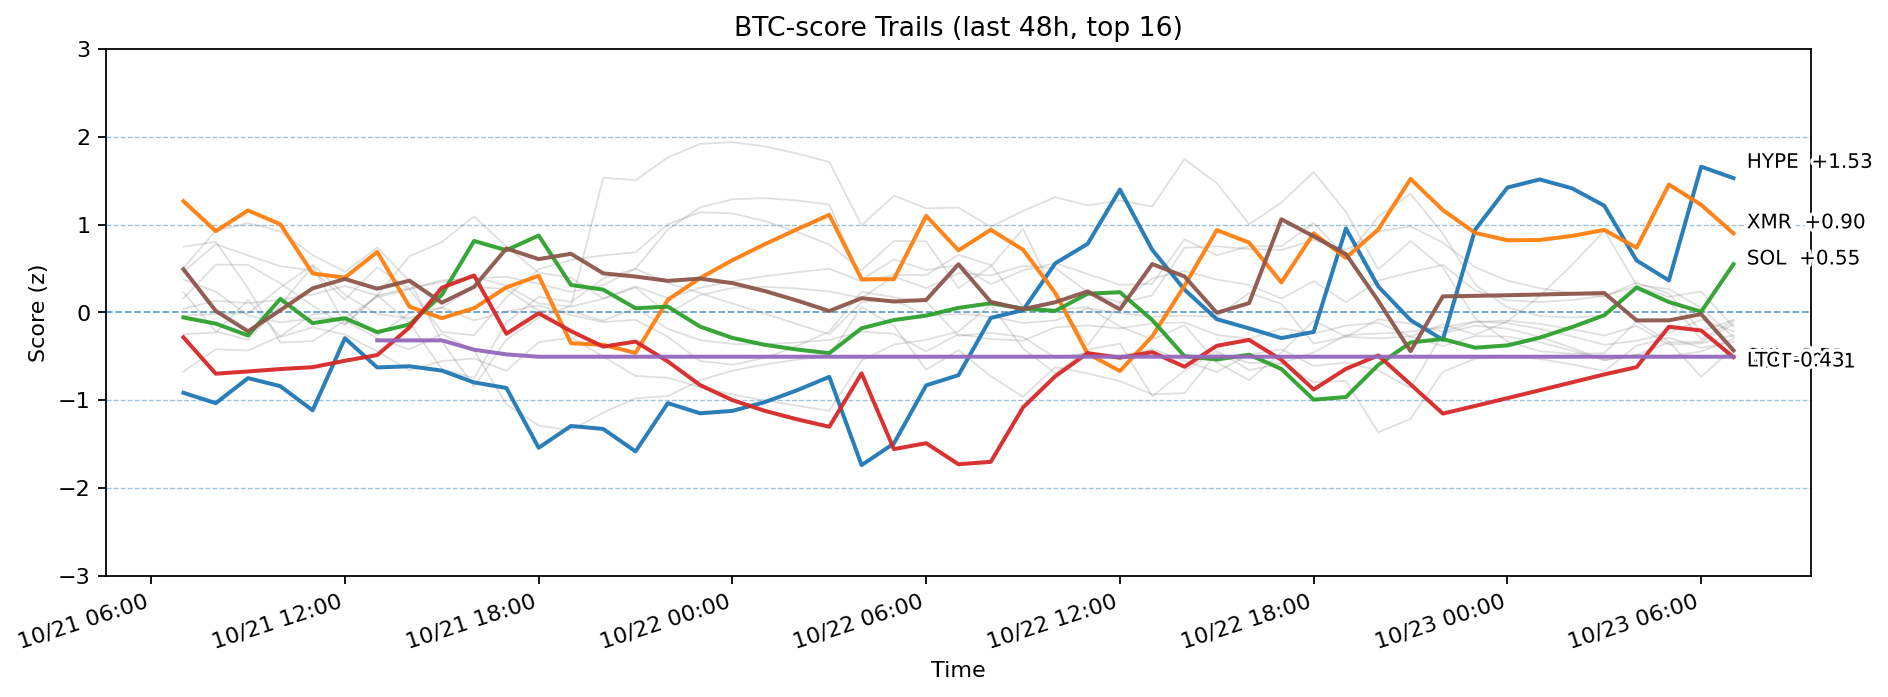 BTC-score Trails (last 48h, top 16)
3
2
1
0
−1
−2
−3
Score (z)
HYPE +1.53
XMR +0.90
SOL +0.55
10/21 06:00
10/21 12:00
10/21 18:00
10/22 00:00
10/22 06:00
10/22 12:00
10/22 18:00
10/23 00:00
10/23 06:00
Time